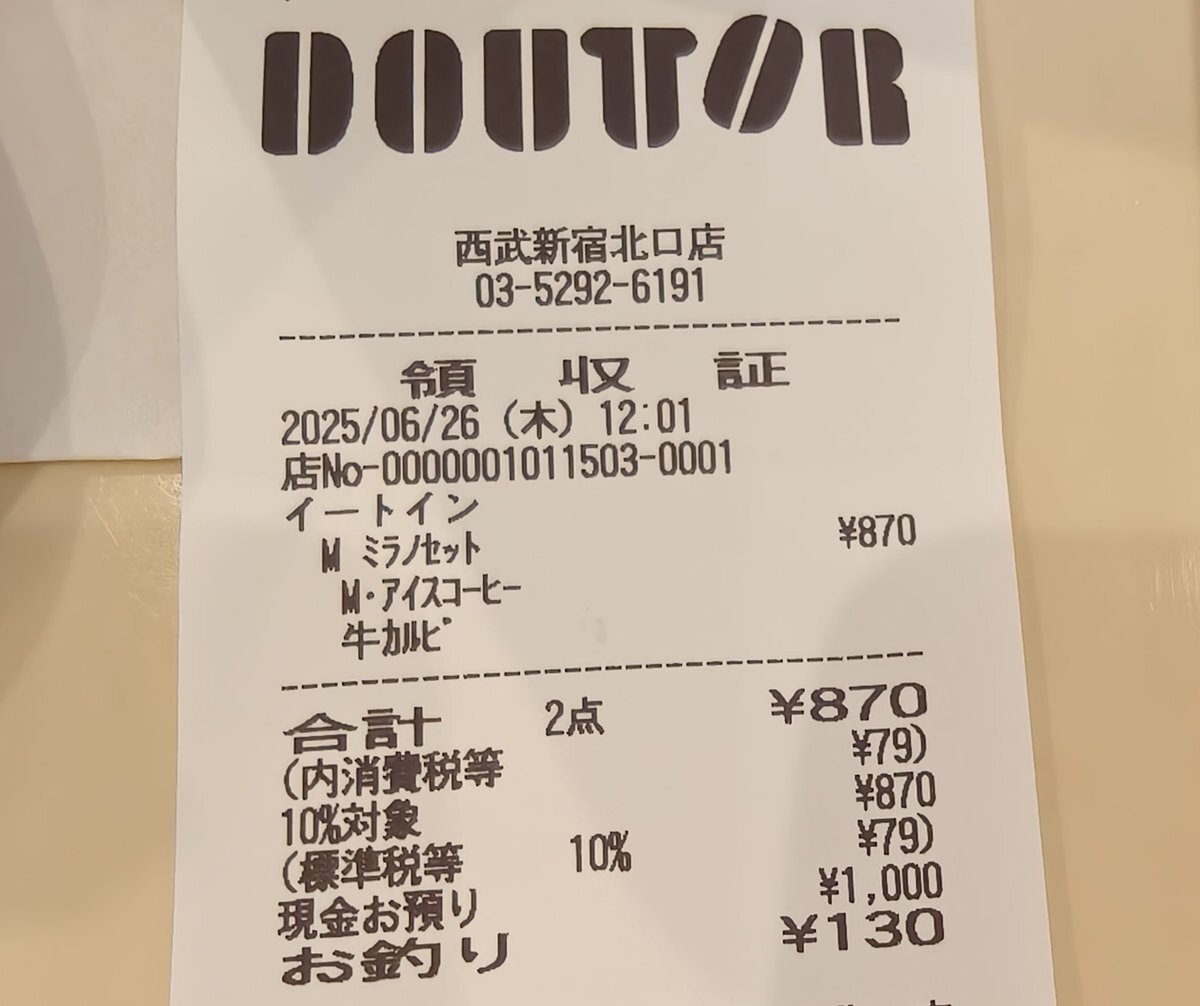 DOUTOR
西武新宿北口店
03-5292-6191
領収証
2025/06/26 (木) 12:01
店No-0000001011503-0001
イートイン
M ミラノセット ¥870
M・アイスコーヒー
牛カルビ
合計 2点 ¥870
(内消費税等 ¥79)
10%対象 ¥870
(標準税等 10% ¥79)
現金お預り ¥1,000
お釣り ¥130